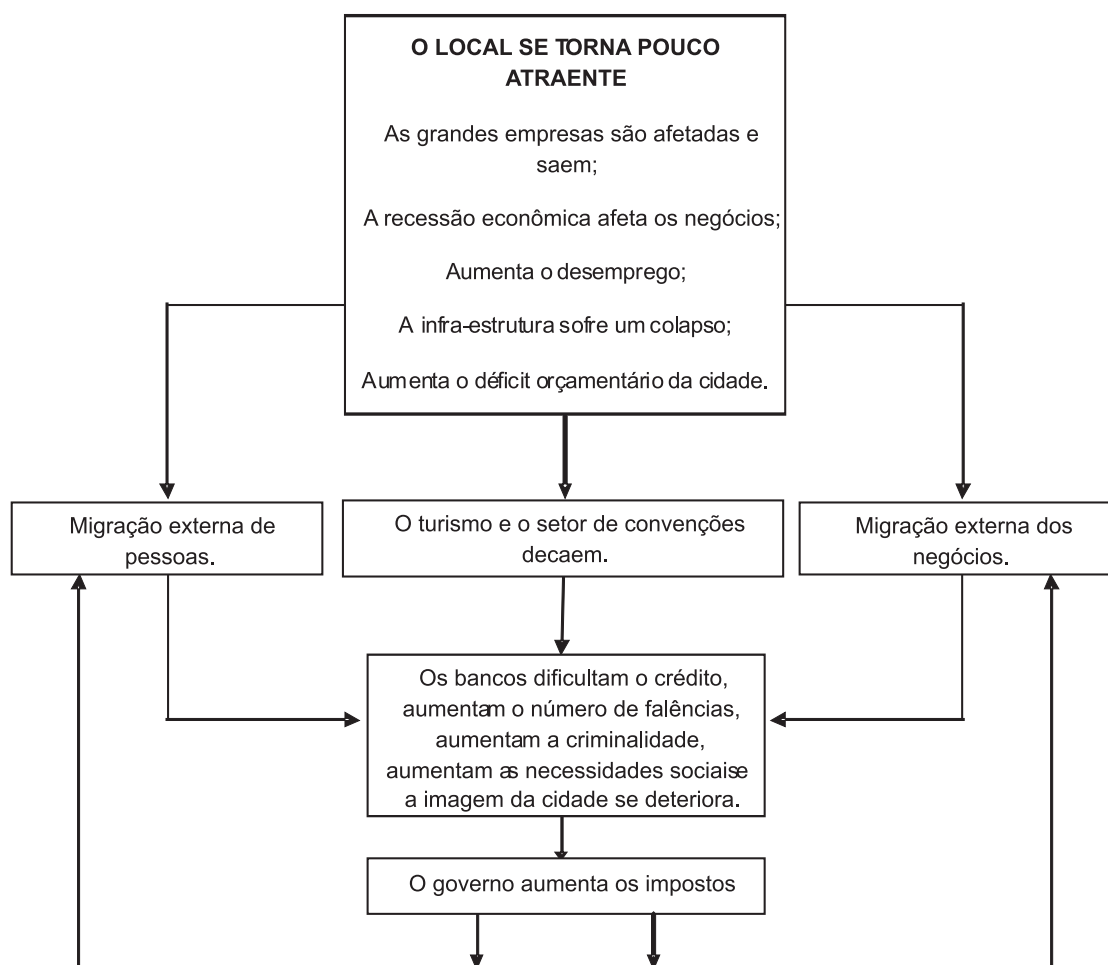 O LOCAL SE TORNA POUCO
ATRAENTE
As grandes empresas são afetadas e
saem;
A recessão econômica afeta os negócios;
Aumenta o desemprego;
A infra-estrutura sofre um colapso;
Aumenta o déficit orçamentário da cidade.
Migração externa de
pessoas.
O turismo e o setor de convenções
decaem.
Migração externa dos
negócios.
Os bancos dificultam o crédito,
aumentam o número de falências,
aumentam a criminalidade,
aumentam as necessidades sociaise
a imagem da cidade se deteriora.
O governo aumenta os impostos